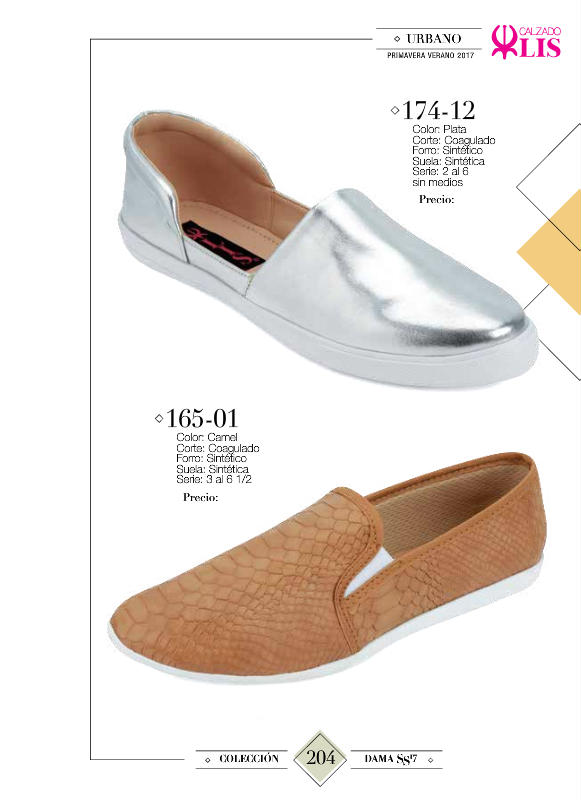 URBANO
PRIMAVERA VERANO 2017
CALZADO
LIS
174-12
Color: Plata
Corte: Coagulado
Forro: Sintético
Suela: Sintética
Serie: 2 al 6
sin medios
Precio:
165-01
Color: Camel
Corte: Coagulado
Forro: Sintético
Suela: Sintética
Serie: 3 al 6 1/2
Precio:
COLECCIÓN
204
DAMA SS'7